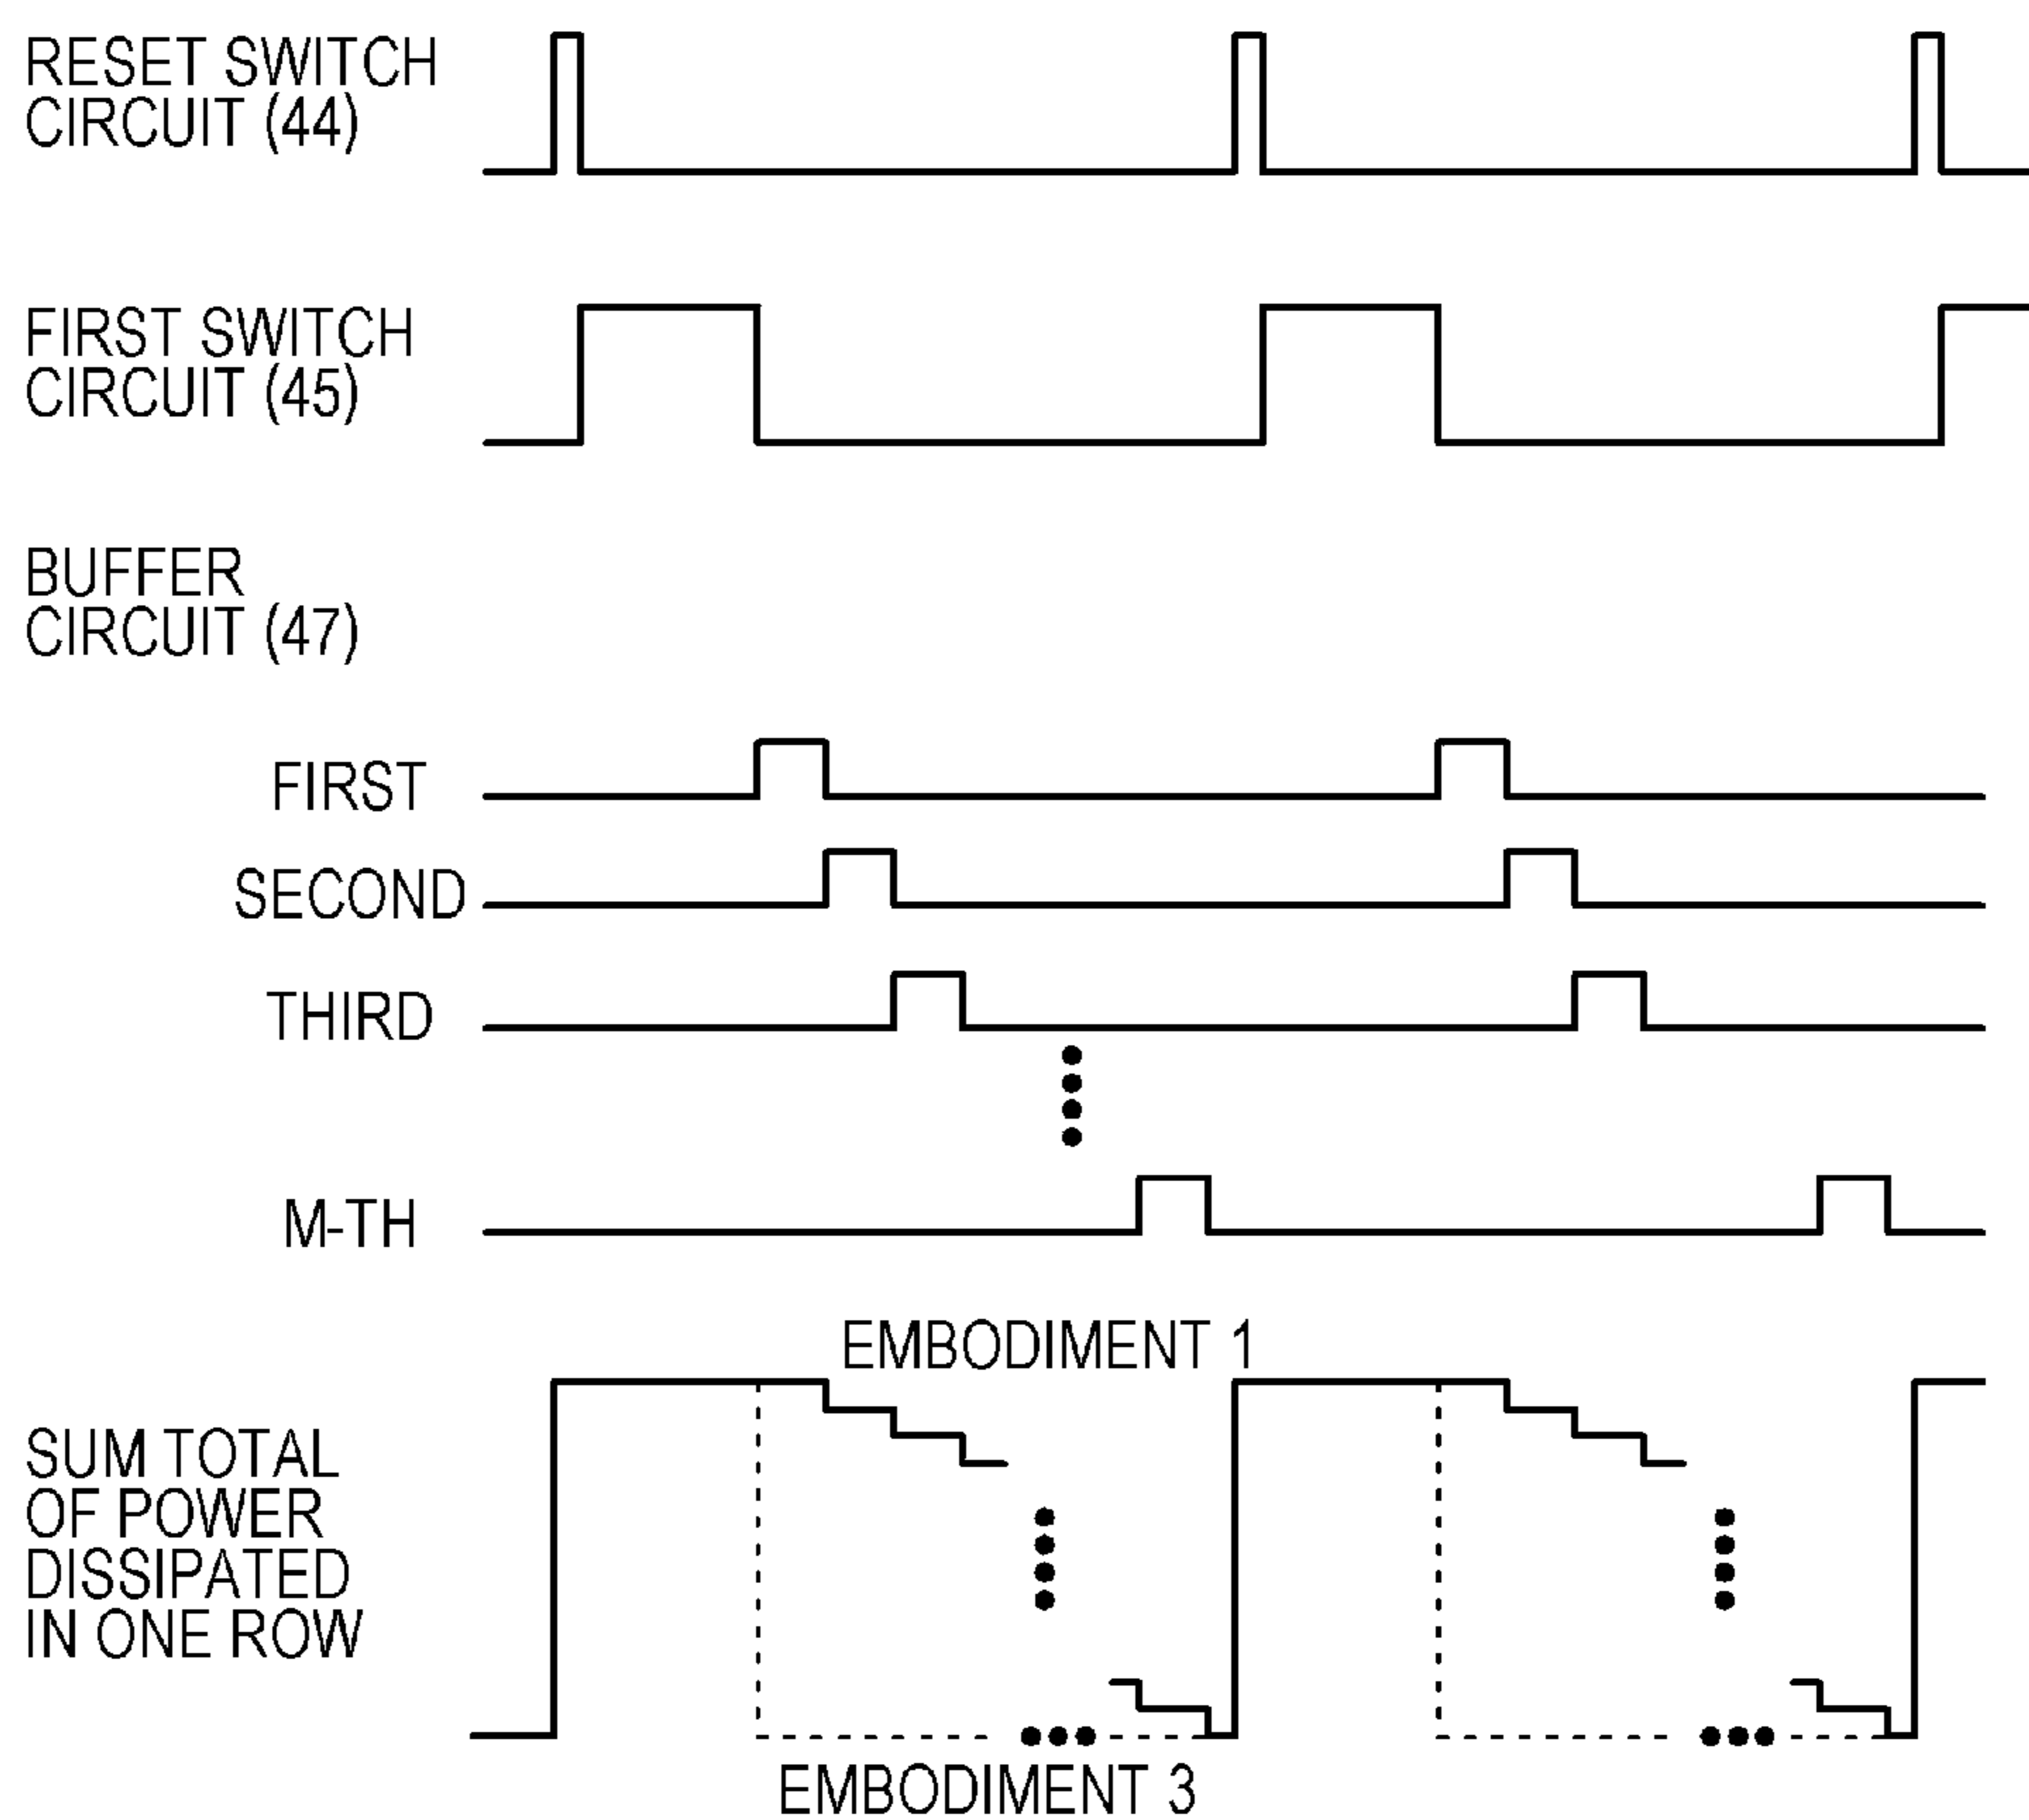 RESET SWITCH
CIRCUIT (44)
FIRST SWITCH
CIRCUIT (45)
BUFFER
CIRCUIT (47)
FIRST
SECOND
THIRD
M-TH
EMBODIMENT 1
SUM TOTAL
OF POWER
DISSIPATED
IN ONE ROW
EMBODIMENT 3